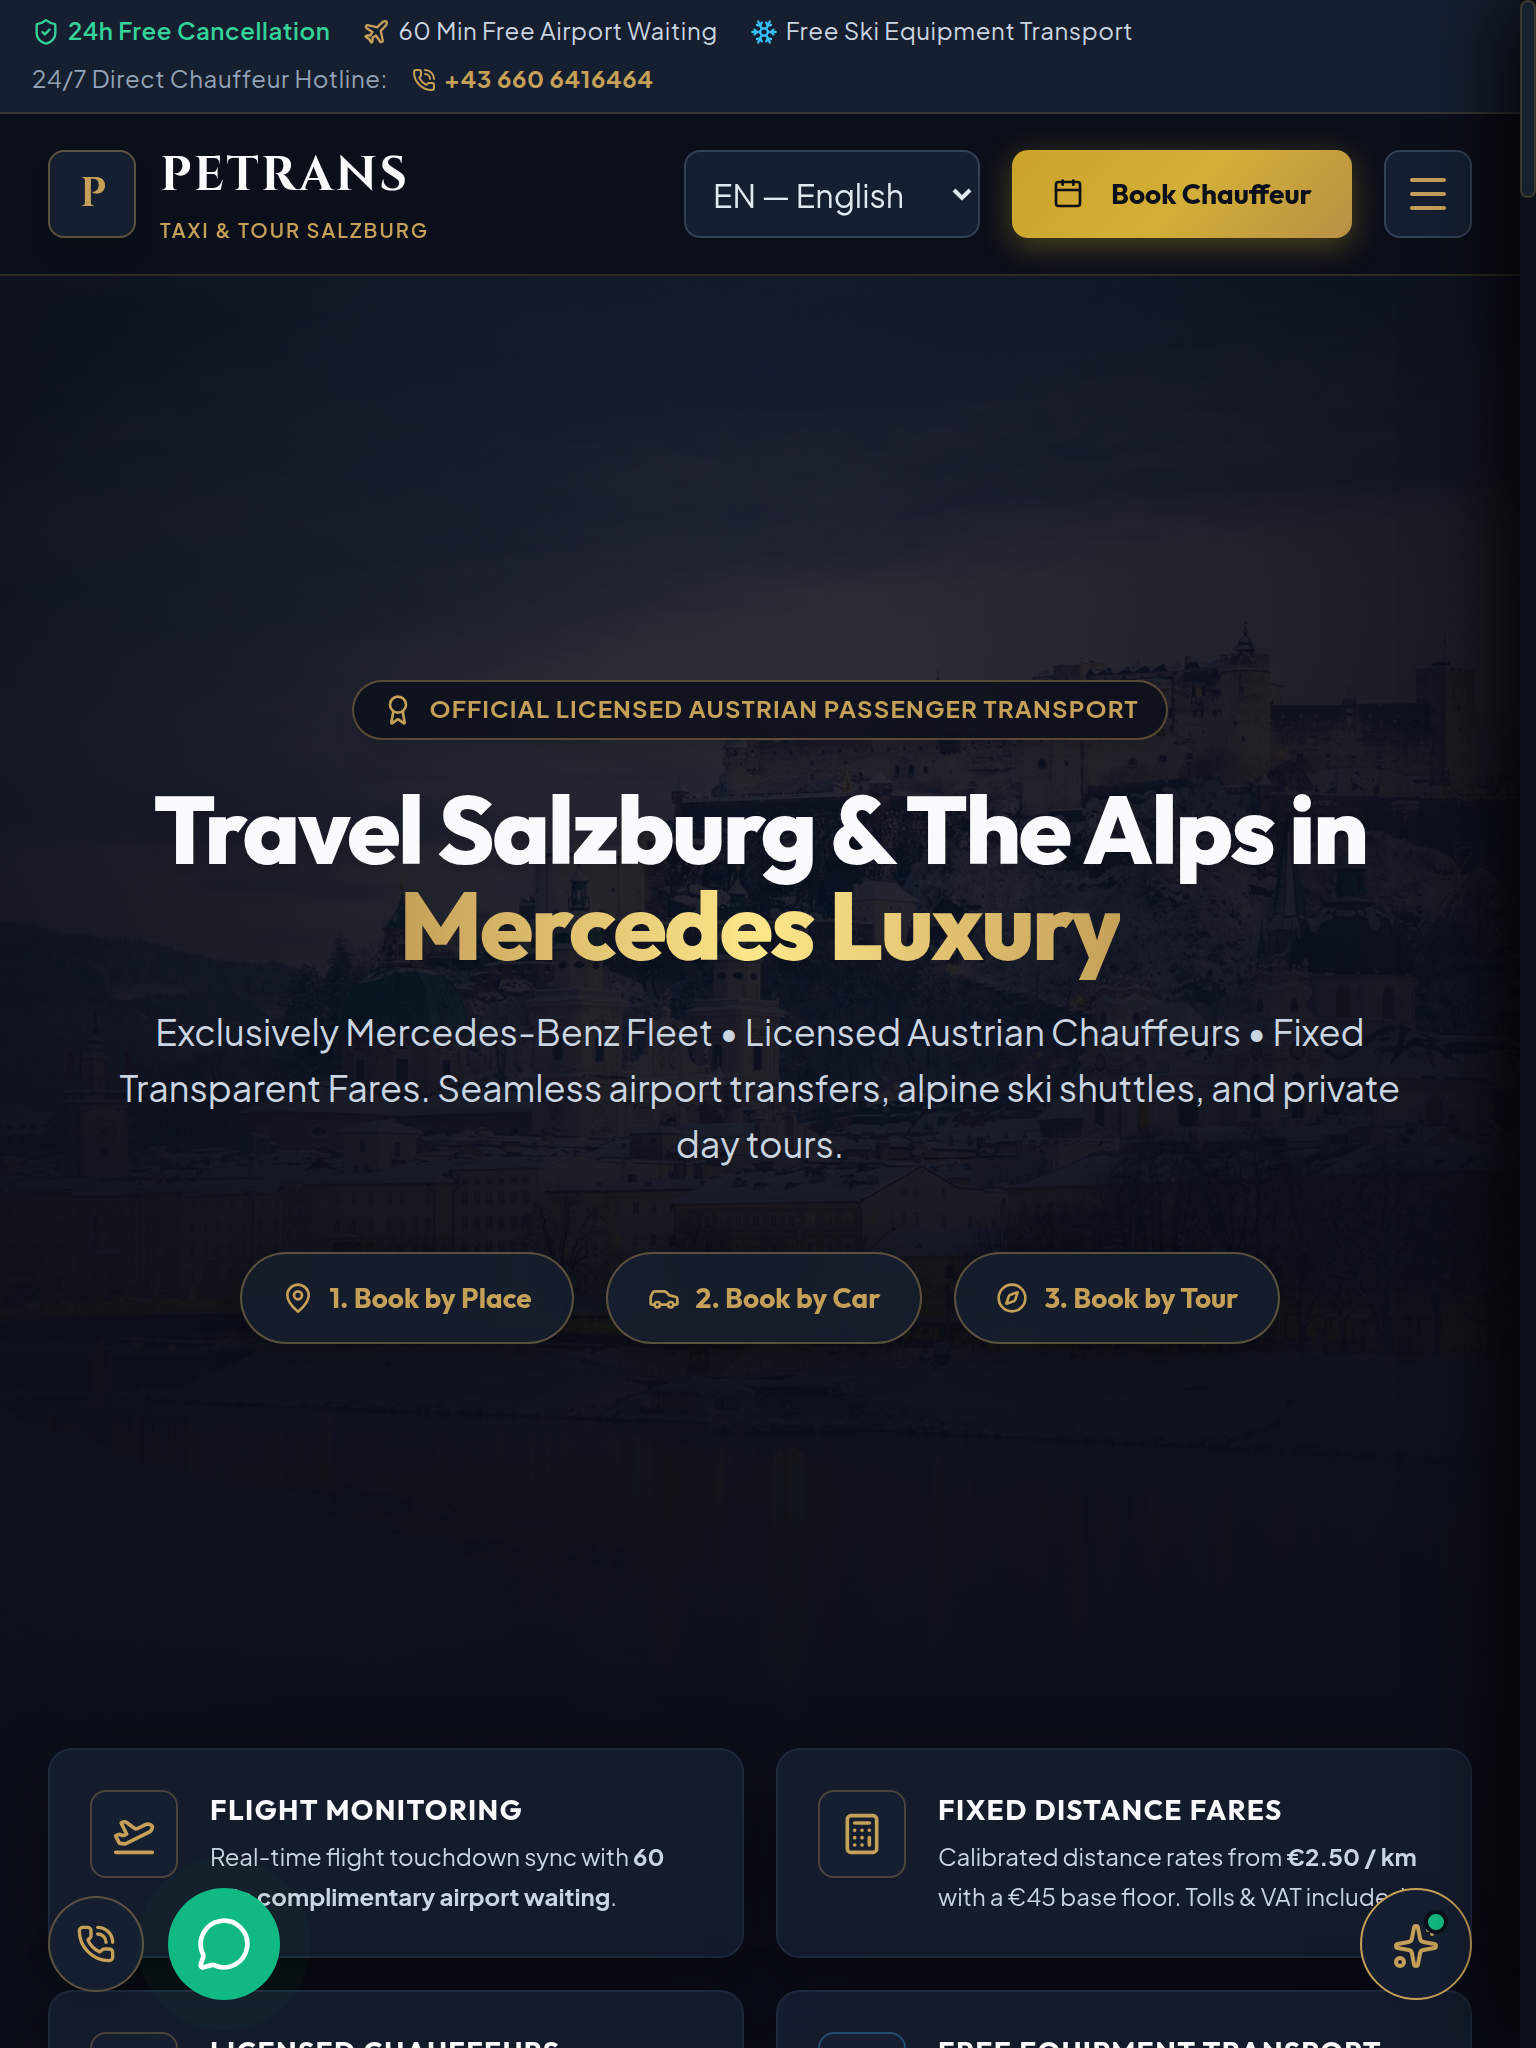 24h Free Cancellation 60 Min Free Airport Waiting Free Ski Equipment Transport
24/7 Direct Chauffeur Hotline: +43 660 6416464
P
PETRANS
TAXI & TOUR SALZBURG
EN — English
Book Chauffeur
OFFICIAL LICENSED AUSTRIAN PASSENGER TRANSPORT
Travel Salzburg & The Alps in
Mercedes Luxury
Exclusively Mercedes-Benz Fleet • Licensed Austrian Chauffeurs • Fixed
Transparent Fares. Seamless airport transfers, alpine ski shuttles, and private
day tours.
1. Book by Place
2. Book by Car
3. Book by Tour
FLIGHT MONITORING
Real-time flight touchdown sync with 60
complimentary airport waiting.
FIXED DISTANCE FARES
Calibrated distance rates from €2.50 / km
with a €45 base floor. Tolls & VAT
LICENSED CHAUFFEURS
FREE EQUIPMENT TRANSPORT